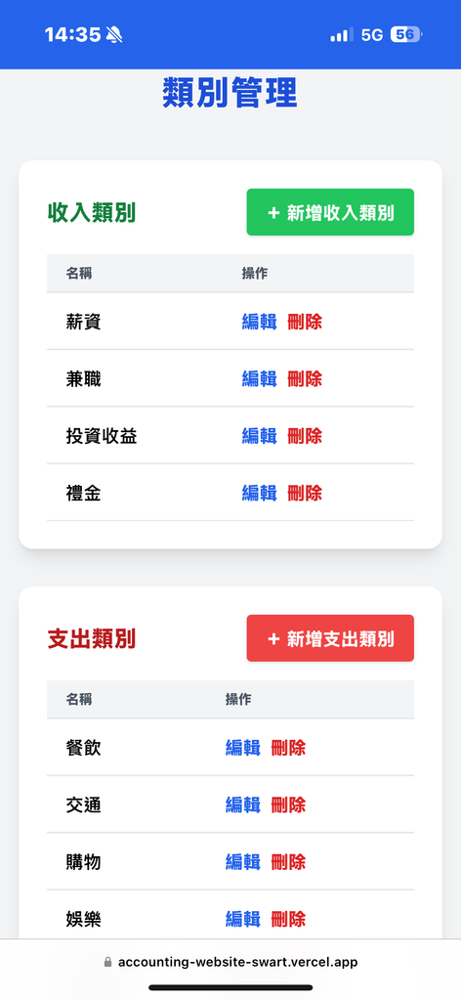 14:35 5G 56
類別管理
收入類別 + 新增收入類別
名稱 操作
薪資 編輯 刪除
兼職 編輯 刪除
投資收益 編輯 刪除
禮金 編輯 刪除
支出類別 + 新增支出類別
名稱 操作
餐飲 編輯 刪除
交通 編輯 刪除
購物 編輯 刪除
娛樂 編輯 刪除
accounting-website-swart.vercel.app